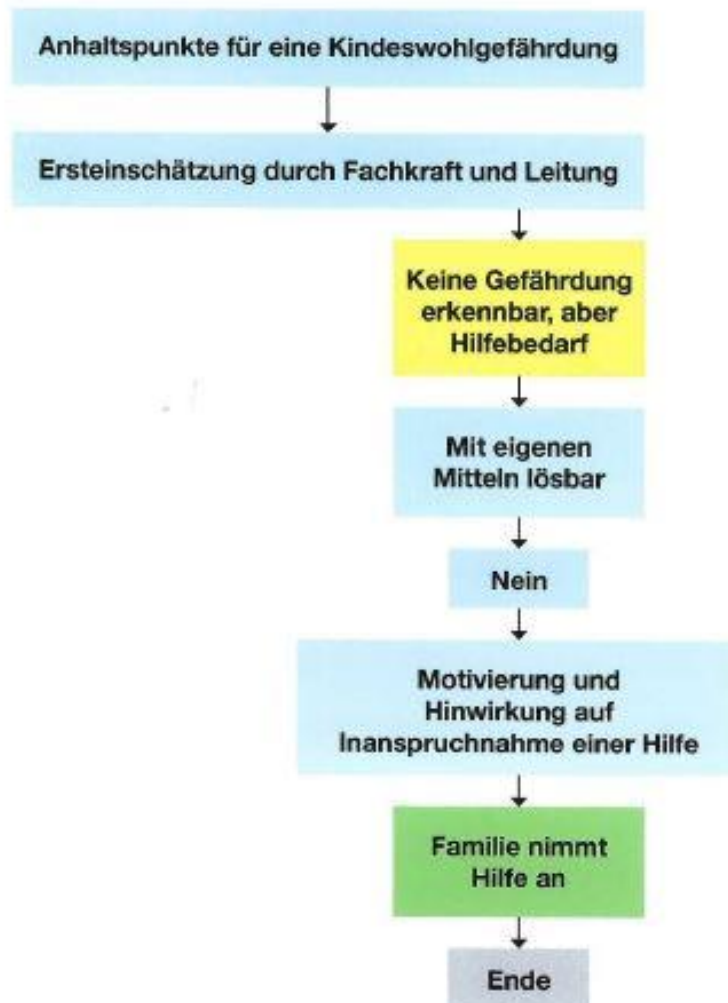 Anhaltspunkte für eine Kindeswohlgefährdung
Ersteinschätzung durch Fachkraft und Leitung
Keine Gefährdung
erkennbar, aber
Hilfebedarf
Mit eigenen
Mitteln lösbar
Nein
Motivierung und
Hinwirkung auf
Inanspruchnahme einer Hilfe
Familie nimmt
Hilfe an
Ende